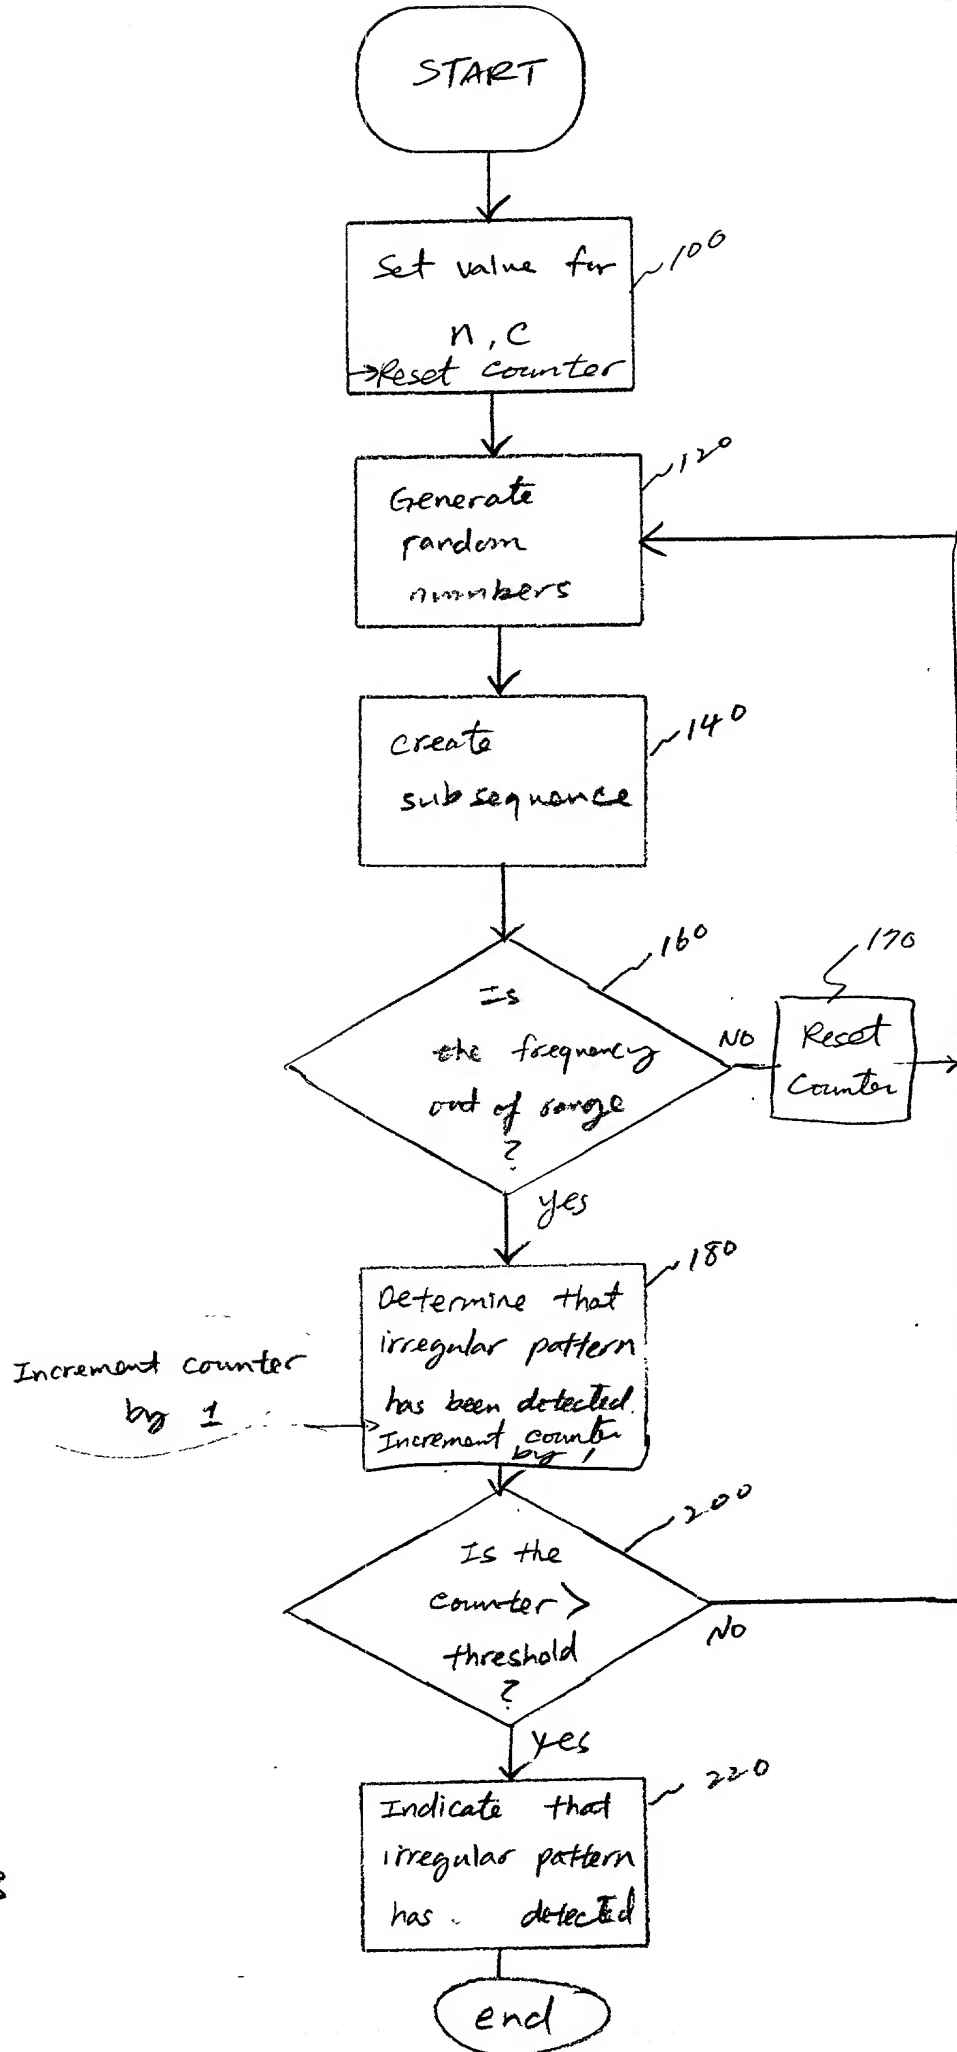 START
Set value for
n, c
Reset counter
100
Generate
random
numbers
120
create
subsequence
140
Is
the frequency
out of range
?
160
NO
170
Reset
Counter
yes
Determine that
irregular pattern
has been detected.
Increment counter
by 1
180
Increment counter
by 1
Is the
counter >
threshold
?
200
NO
yes
Indicate that
irregular pattern
has detected
220
end